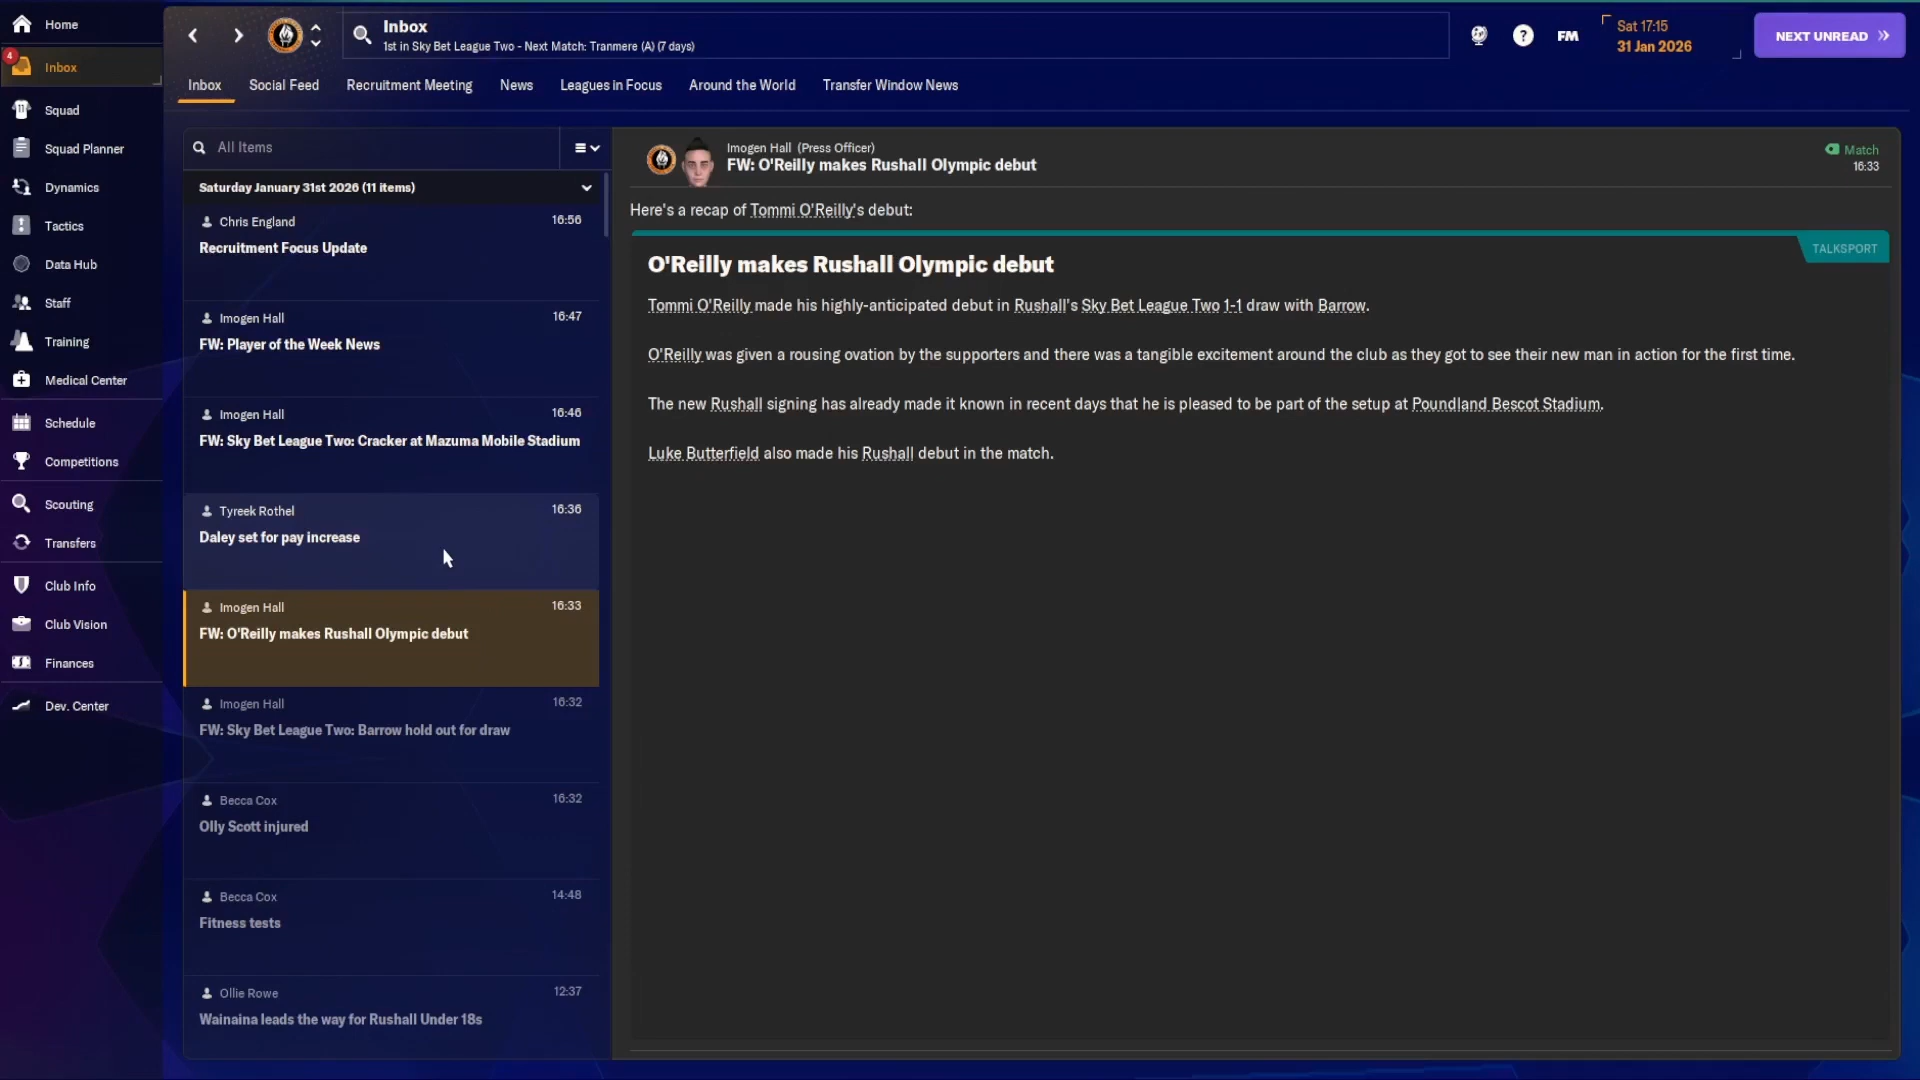 Home
4
Inbox
Squad
Squad Planner
Dynamics
Tactics
Data Hub
Staff
Training
Medical Center
Schedule
Competitions
Scouting
Transfers
Club Info
Club Vision
Finances
Dev. Center
Inbox
1st in Sky Bet League Two - Next Match: Tranmere (A) (7 days)
?
FM
Sat 17:15
31 Jan 2026
NEXT UNREAD
Inbox Social Feed Recruitment Meeting News Leagues in Focus Around the World Transfer Window News
All Items
Saturday January 31st 2026 (11 items)
Chris England 16:56
Recruitment Focus Update
Imogen Hall 16:47
FW: Player of the Week News
Imogen Hall 16:46
FW: Sky Bet League Two: Cracker at Mazuma Mobile Stadium
Tyreek Rothel 16:36
Daley set for pay increase
Imogen Hall 16:33
FW: O'Reilly makes Rushall Olympic debut
Imogen Hall 16:32
FW: Sky Bet League Two: Barrow hold out for draw
Becca Cox 16:32
Olly Scott injured
Becca Cox 14:48
Fitness tests
Ollie Rowe 12:37
Wainaina leads the way for Rushall Under 18s
Imogen Hall (Press Officer)
FW: O'Reilly makes Rushall Olympic debut
Match
16:33
Here's a recap of Tommi O'Reilly's debut:
TALKSPORT
O'Reilly makes Rushall Olympic debut
Tommi O'Reilly made his highly-anticipated debut in Rushall's Sky Bet League Two 1-1 draw with Barrow.
O'Reilly was given a rousing ovation by the supporters and there was a tangible excitement around the club as they got to see their new man in action for the first time.
The new Rushall signing has already made it known in recent days that he is pleased to be part of the setup at Poundland Bescot Stadium.
Luke Butterfield also made his Rushall debut in the match.